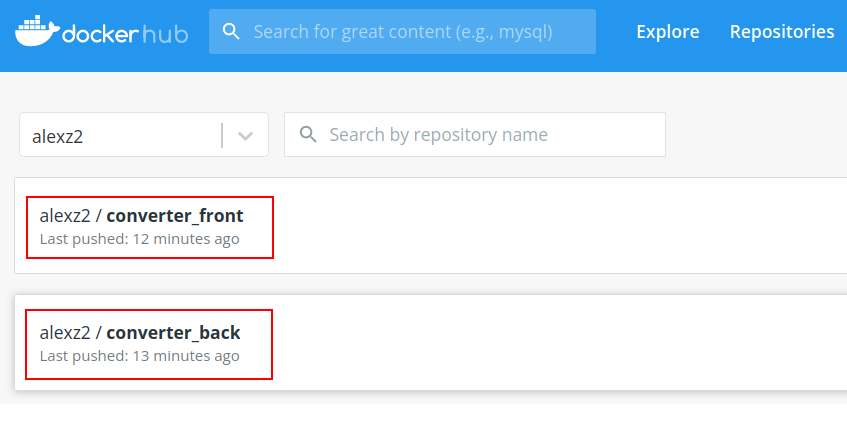 dockerhub
Search for great content (e.g., mysql)
Explore
Repositories
alexz2
Search by repository name
alexz2 / converter_front
Last pushed: 12 minutes ago
alexz2 / converter_back
Last pushed: 13 minutes ago